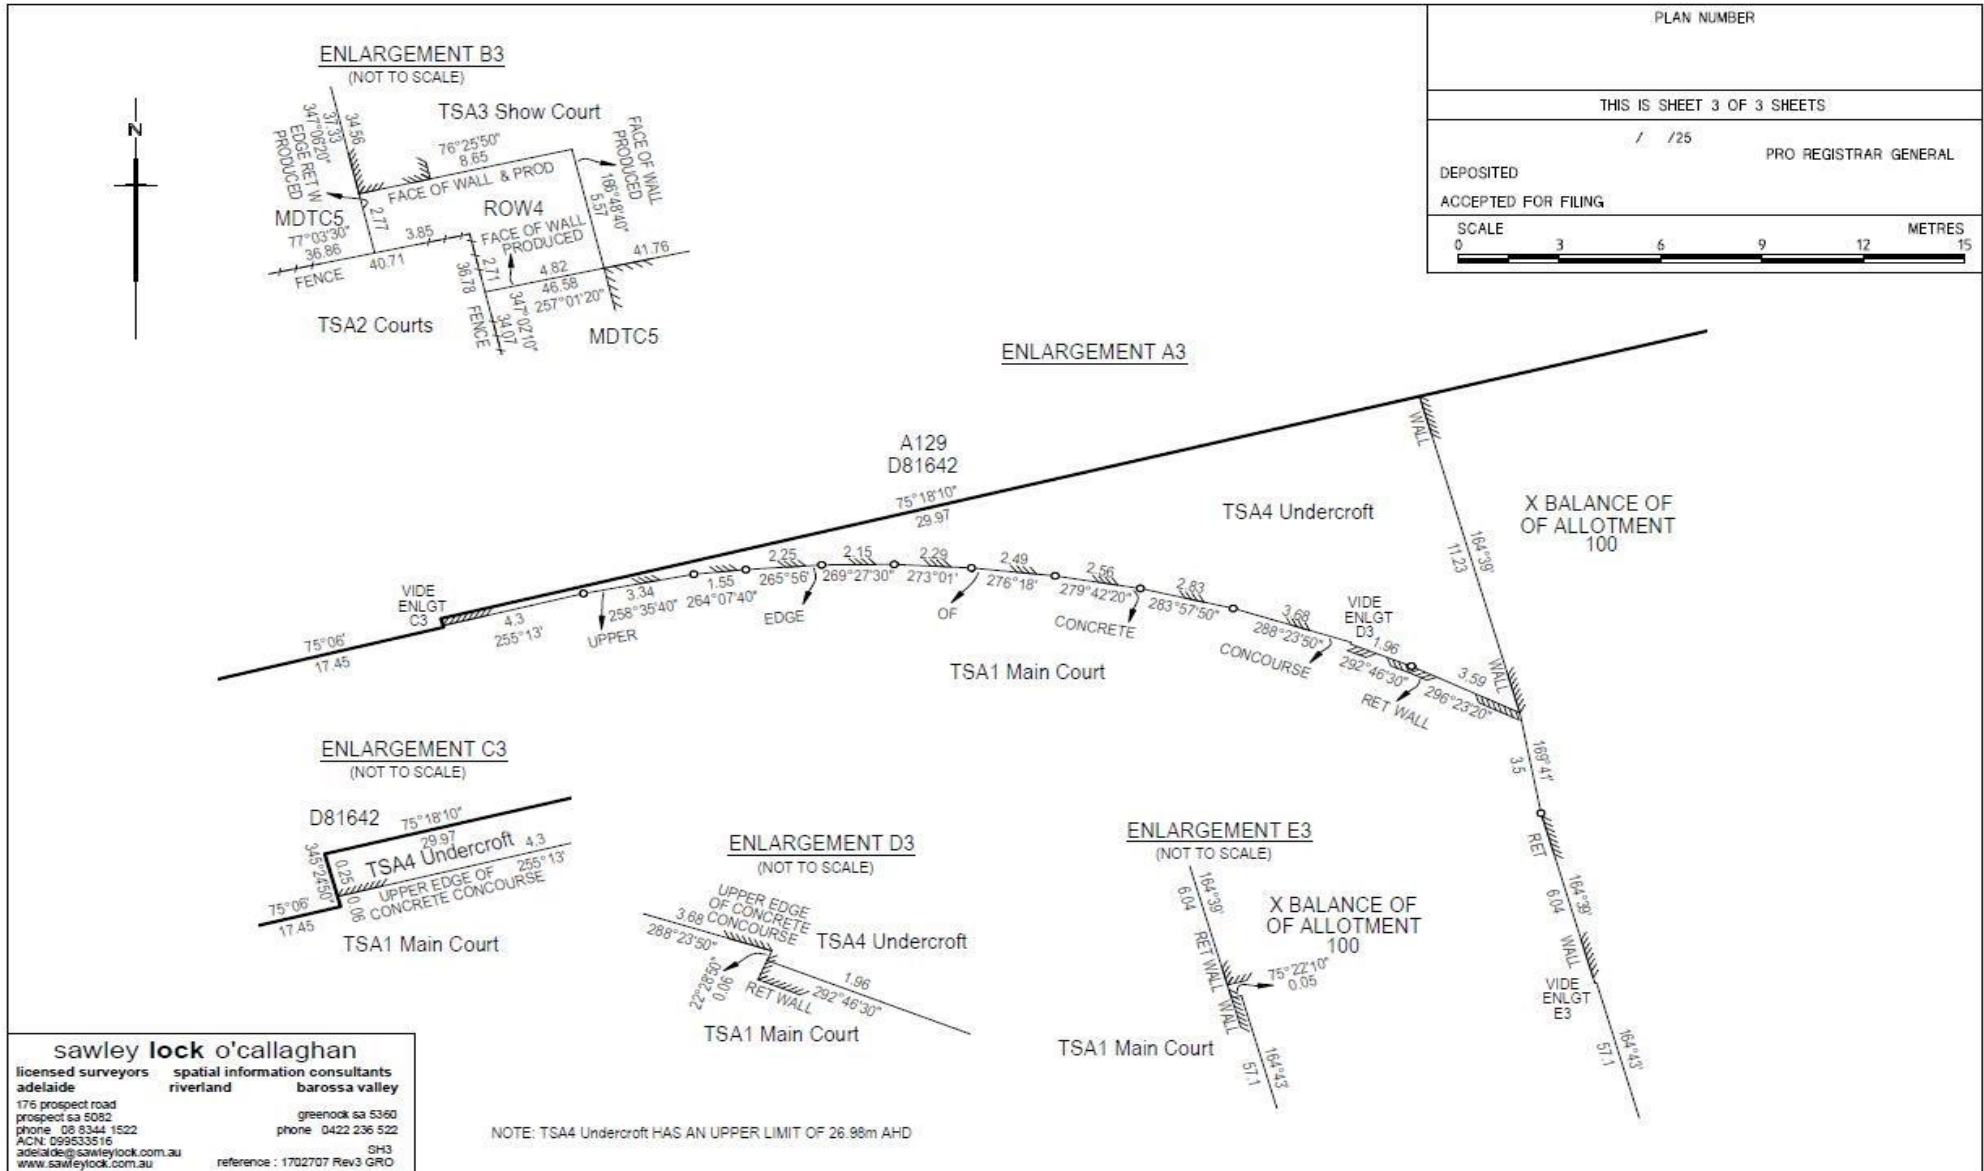 PLAN NUMBER
THIS IS SHEET 3 OF 3 SHEETS
/ /25
PRO REGISTRAR GENERAL
DEPOSITED
ACCEPTED FOR FILING
SCALE
METRES
0 3 6 9 12 15
N
ENLARGEMENT B3
(NOT TO SCALE)
TSA3 Show Court
347°06'20"
37.33
34.56
EDGE RET W
PRODUCED
76°25'50"
8.65
FACE OF WALL & PROD
FACE OF WALL
PRODUCED
166°48'40"
5.57
MDTC5
2.77
ROW4
77°03'30"
36.86
3.85
FACE OF WALL
PRODUCED
FENCE
40.71
36.78
2.71
4.82
46.58
257°01'20"
41.76
FENCE
34.07
347°02'10"
TSA2 Courts
MDTC5
ENLARGEMENT A3
A129
D81642
75°18'10"
29.97
TSA4 Undercroft
WALL
X BALANCE OF
OF ALLOTMENT
100
164°39'
11.23
VIDE
ENLGT
C3
75°06'
17.45
4.3
255°13'
3.34
258°35'40"
1.55
264°07'40"
2.25
265°56'
2.15
269°27'30"
2.29
273°01'
2.49
276°18'
2.56
279°42'20"
2.83
283°57'50"
3.68
288°23'50"
VIDE
ENLGT
D3
1.96
292°46'30"
3.59
296°23'20"
WALL
UPPER
EDGE
OF
CONCRETE
CONCOURSE
RET WALL
TSA1 Main Court
169°41'
3.5
RET
164°39'
6.04
WALL
VIDE
ENLGT
E3
164°43'
57.1
ENLARGEMENT C3
(NOT TO SCALE)
D81642
75°18'10"
29.97
345°24'50"
0.25
TSA4 Undercroft
4.3
255°13'
UPPER EDGE OF
CONCRETE CONCOURSE
0.06
75°06'
17.45
TSA1 Main Court
ENLARGEMENT D3
(NOT TO SCALE)
UPPER EDGE
OF CONCRETE
CONCOURSE
3.68
288°23'50"
TSA4 Undercroft
22°28'50"
0.06
RET WALL
1.96
292°46'30"
TSA1 Main Court
ENLARGEMENT E3
(NOT TO SCALE)
164°39'
6.04
X BALANCE OF
OF ALLOTMENT
100
RET WALL
75°22'10"
0.05
WALL
TSA1 Main Court
164°43'
57.1
sawley lock o'callaghan
licensed surveyors spatial information consultants
adelaide riverland barossa valley
176 prospect road
prospect sa 5082
phone 08 8344 1522
ACN: 099533516
adelaide@sawleylock.com.au
www.sawleylock.com.au
greenock sa 5360
phone 0422 236 522
SH3
reference : 1702707 Rev3 GRO
NOTE: TSA4 Undercroft HAS AN UPPER LIMIT OF 26.98m AHD